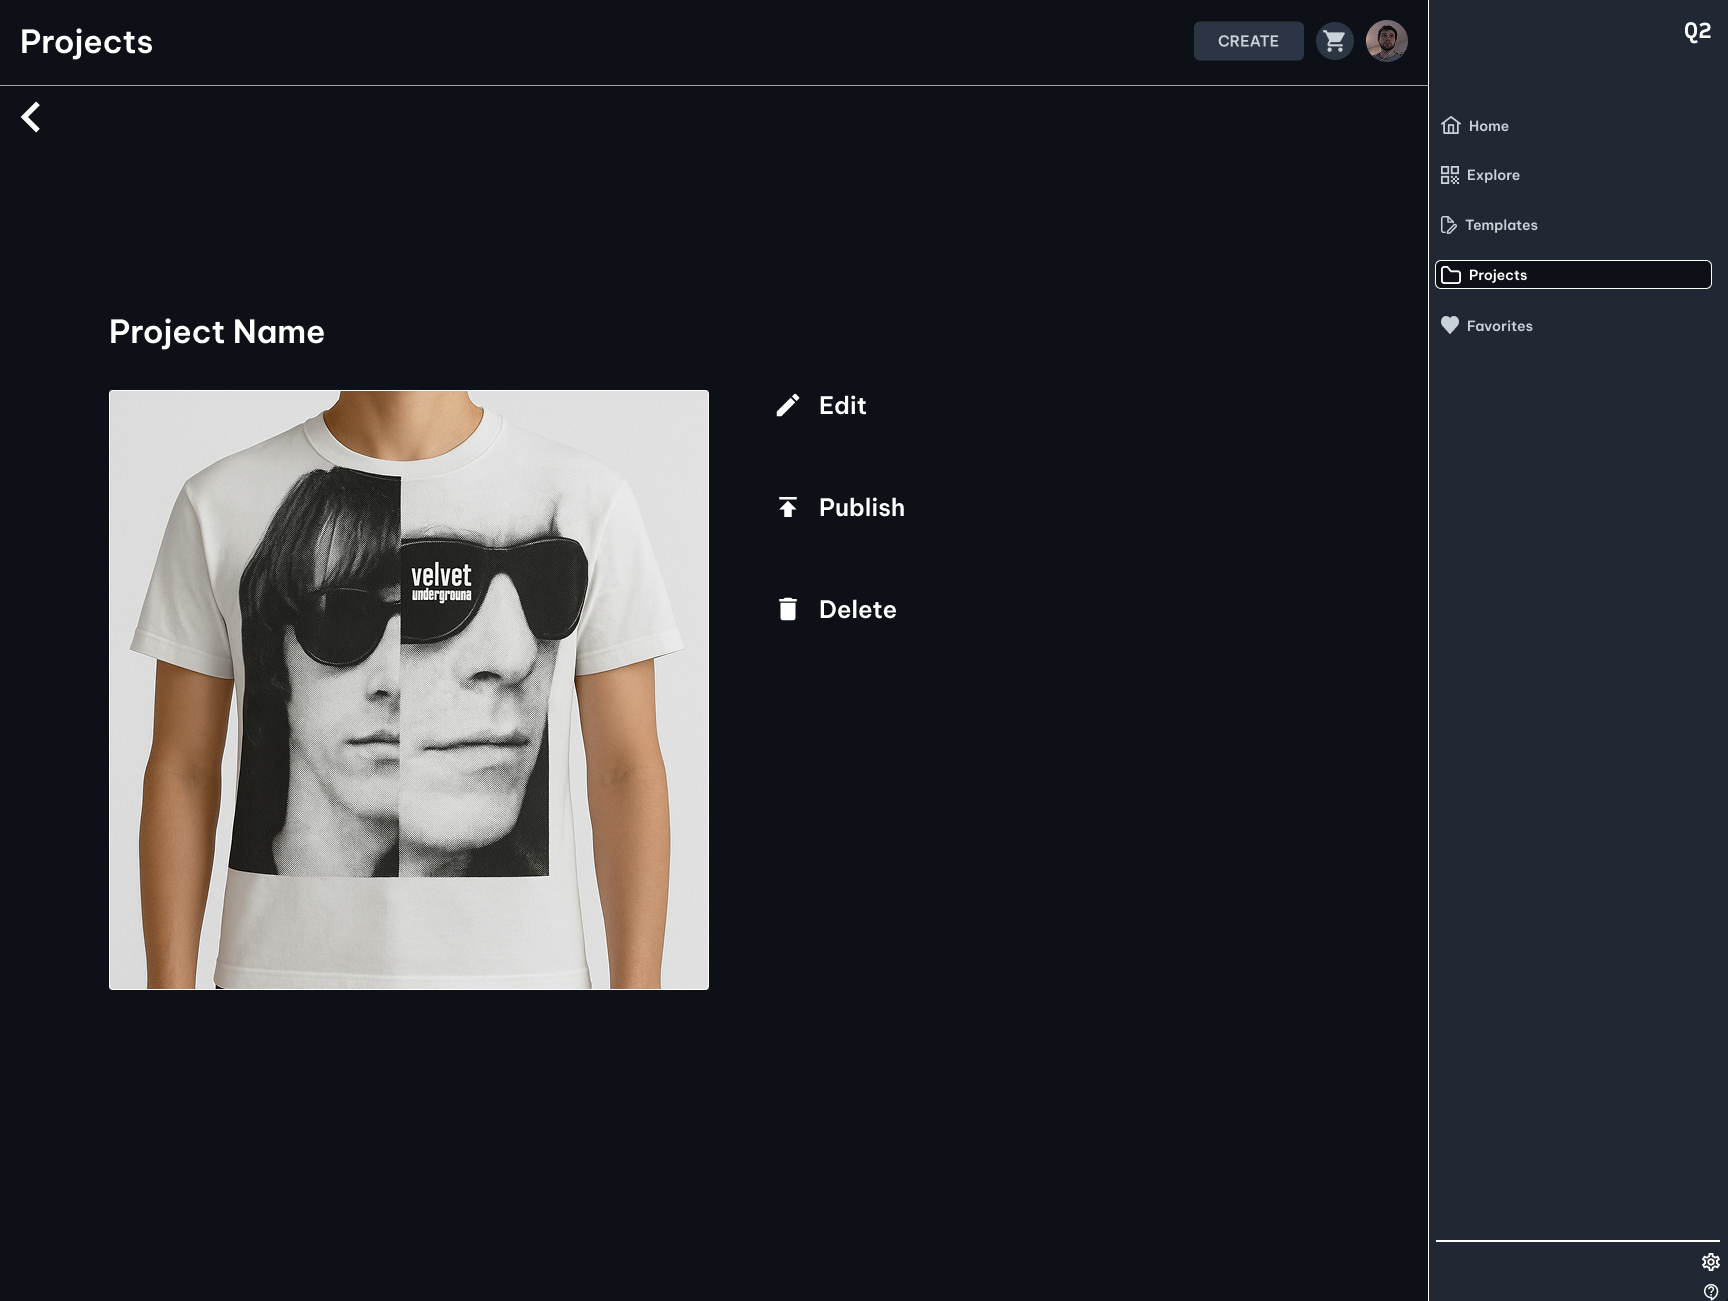 Projects
CREATE
Q2
Home
Explore
Templates
Projects
Favorites
Project Name
Edit
Publish
Delete
velvet
undergrouna